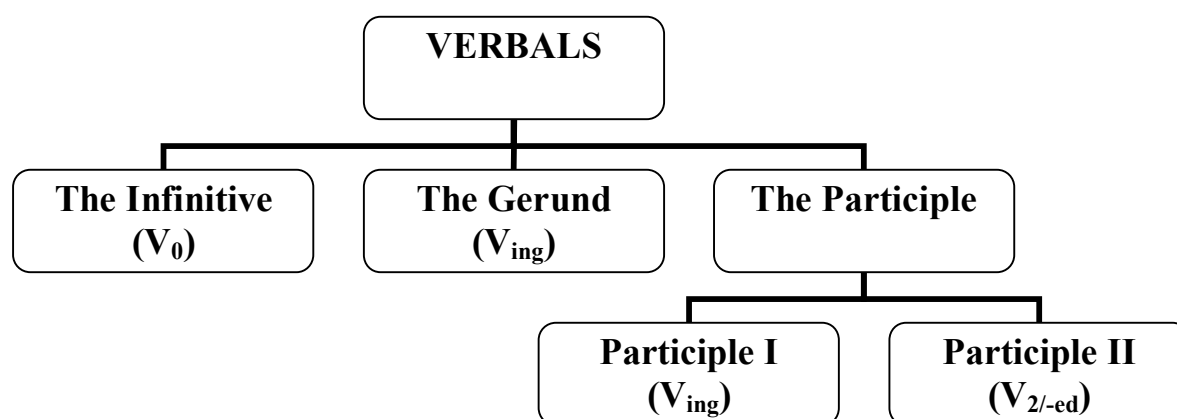 VERBALS
The Infinitive
(V₀)
The Gerund
(Vᵢₙg)
The Participle
Participle I
(Vᵢₙg)
Participle II
(V₂/₋ₑd)